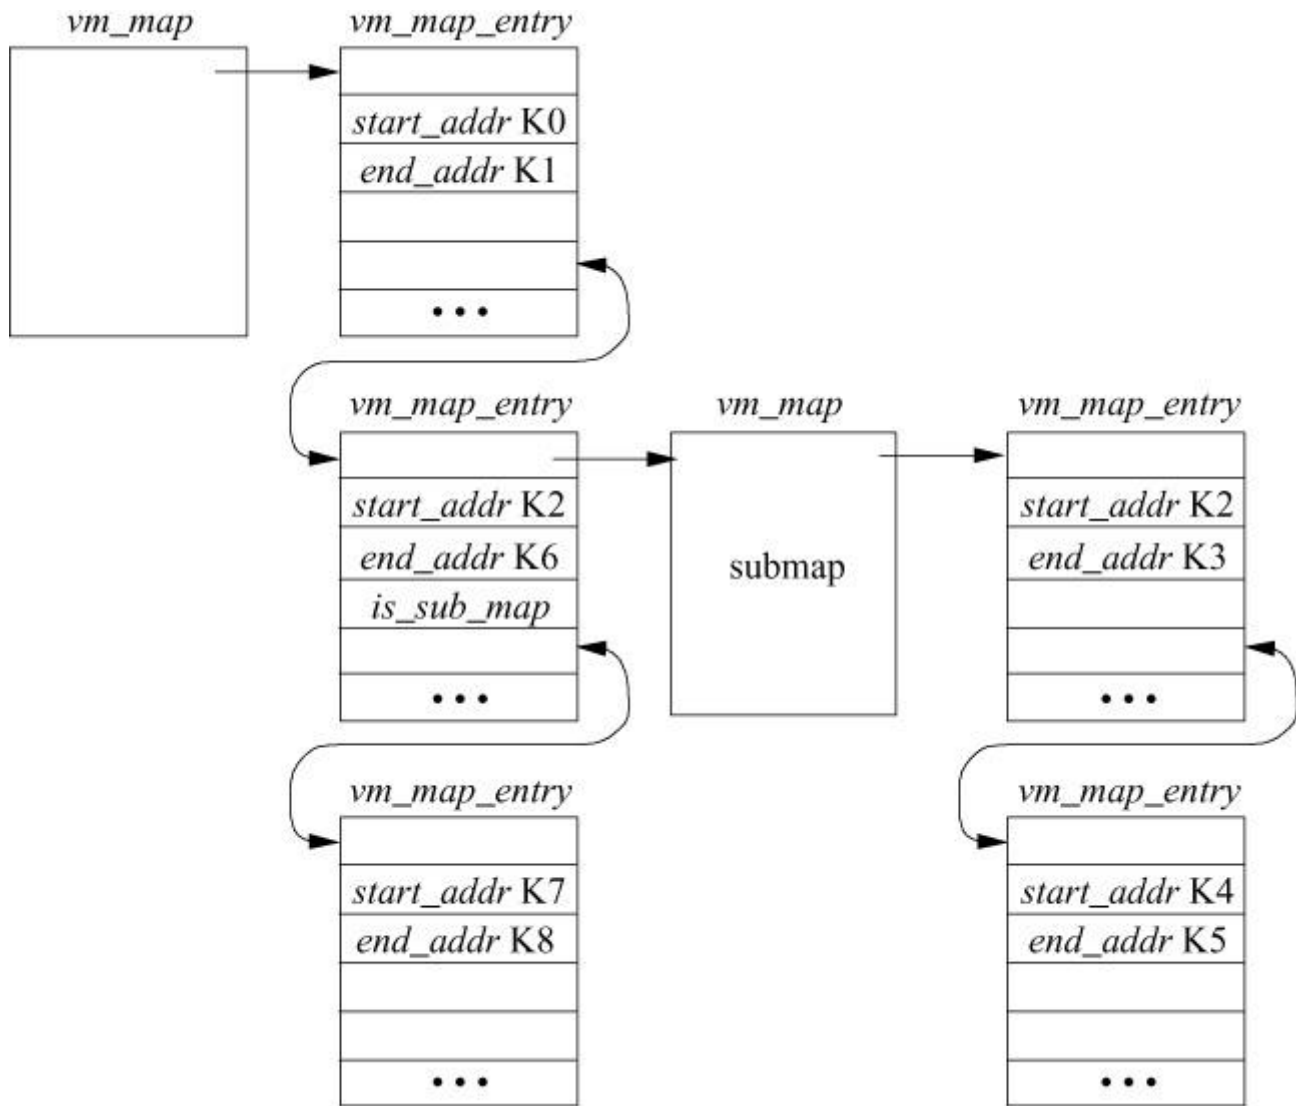 vm_map
vm_map_entry
start_addr K0
end_addr K1
• • •
vm_map_entry
vm_map
vm_map_entry
start_addr K2
end_addr K6
is_sub_map
• • •
submap
start_addr K2
end_addr K3
• • •
vm_map_entry
start_addr K7
end_addr K8
• • •
vm_map_entry
start_addr K4
end_addr K5
• • •